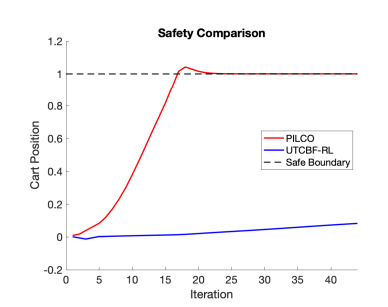 Safety Comparison
1.2
1
0.8
0.6
0.4
0.2
0
-0.2
Cart Position
0 5 10 15 20 25 30 35 40
Iteration
PILCO
UTCBF-RL
Safe Boundary